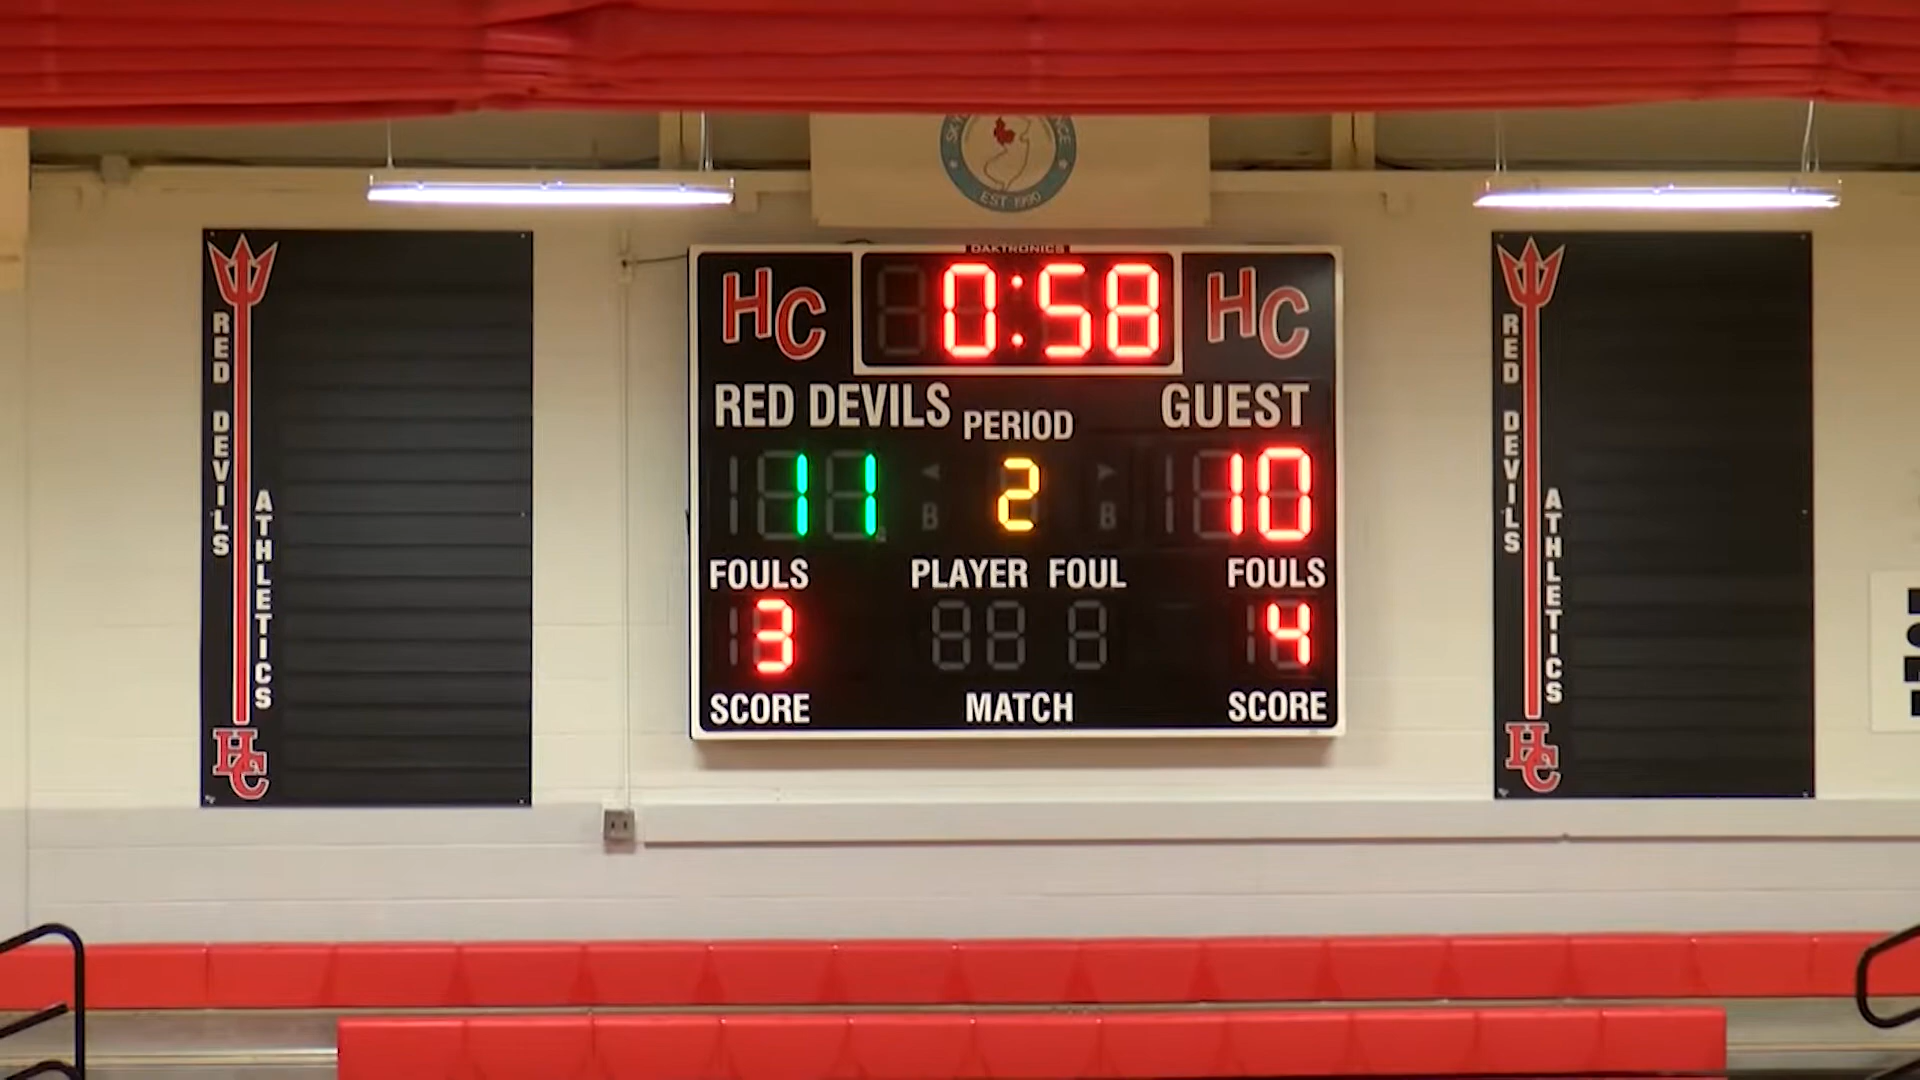 EST 1990
DAKTRONICS
HC 0:58 HC
RED DEVILS GUEST
PERIOD
11 2 10
B B
FOULS PLAYER FOUL FOULS
3 4
SCORE MATCH SCORE
RED DEVILS
ATHLETICS
HC
RED DEVILS
ATHLETICS
HC